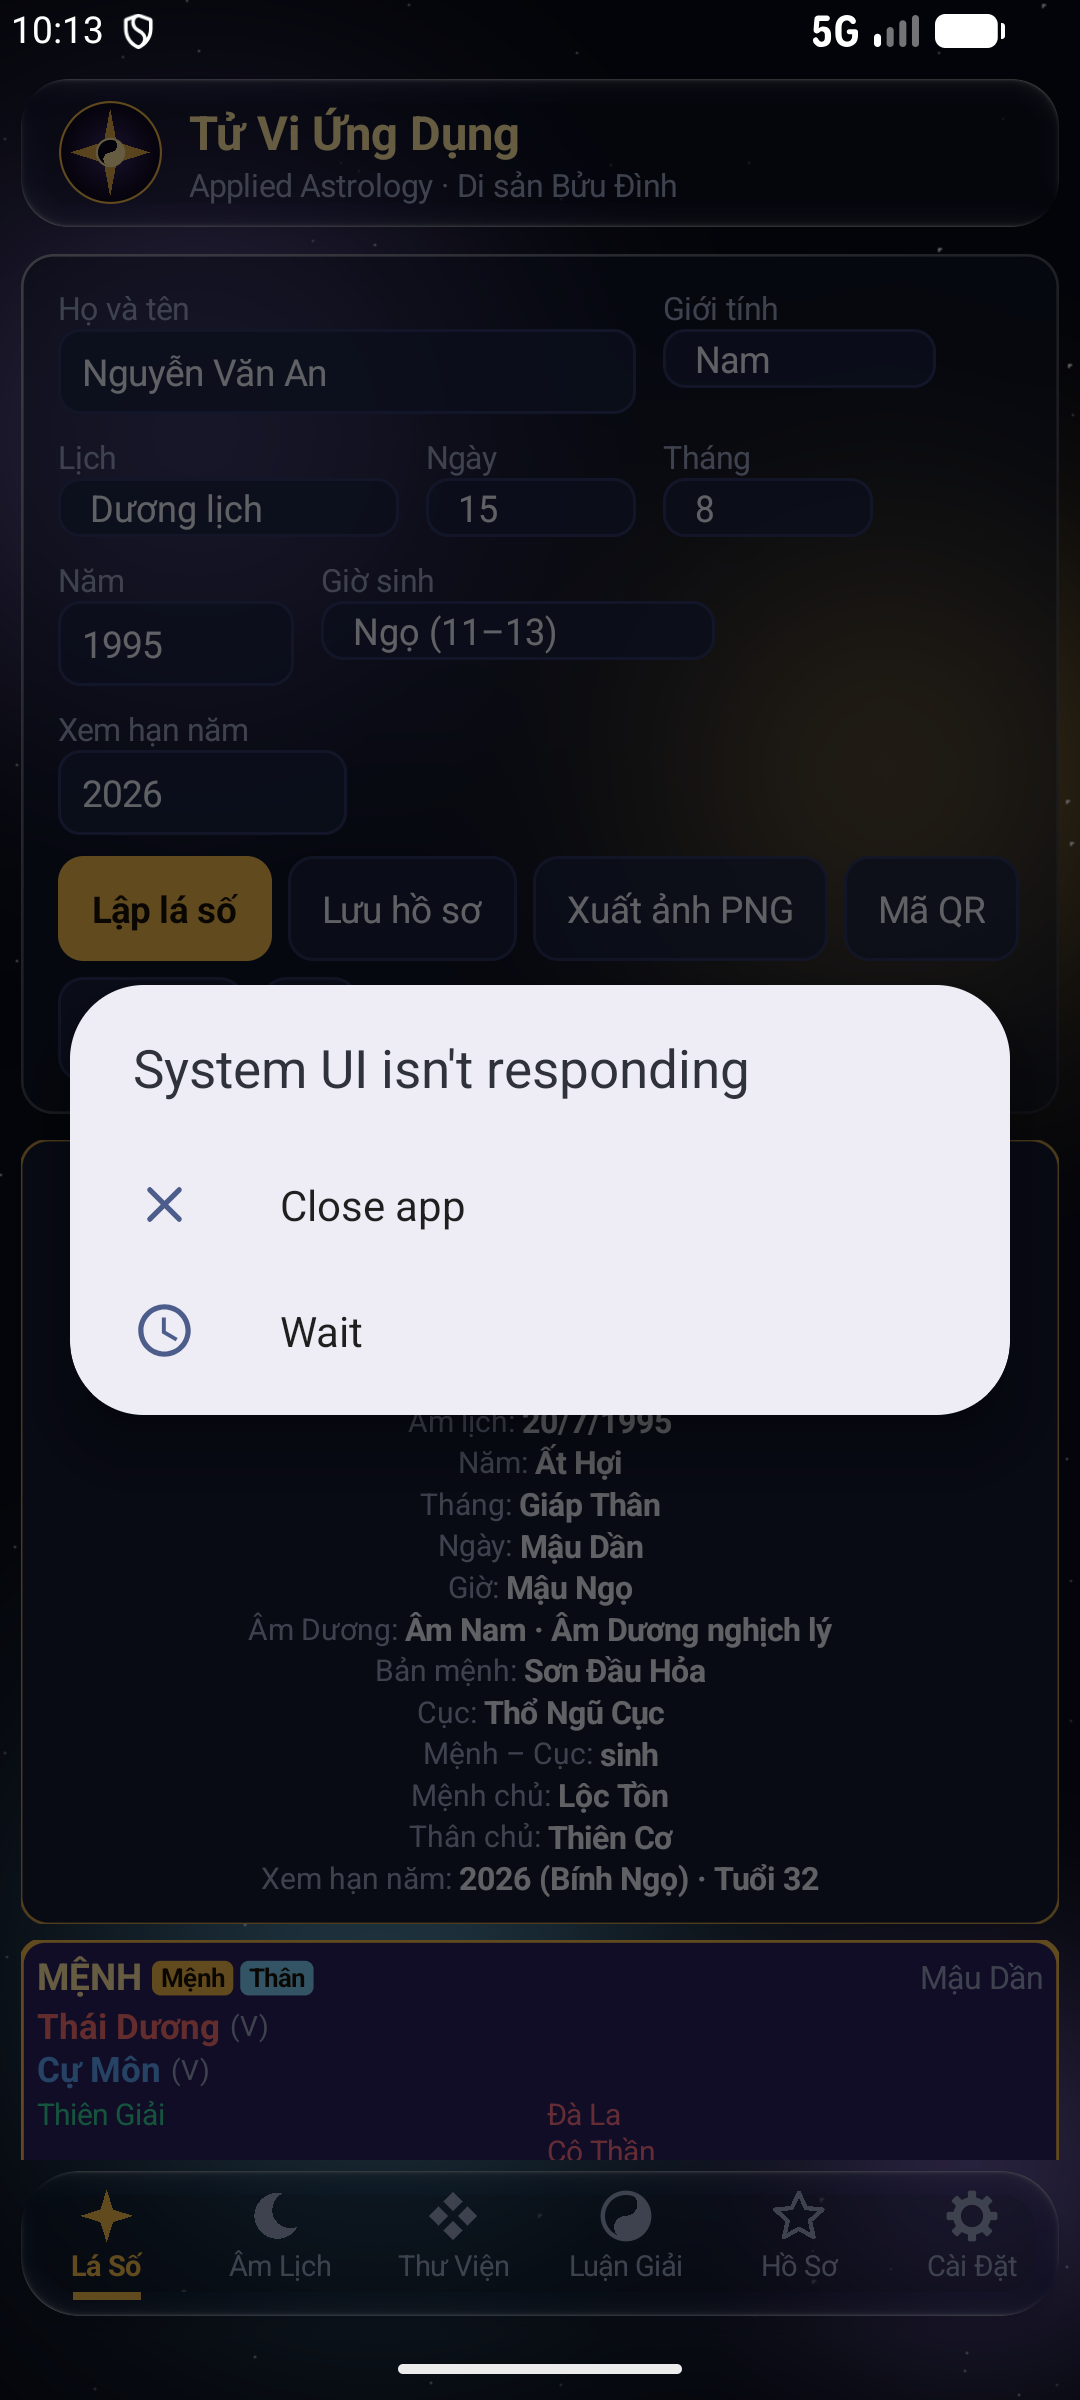 10:13
5G
Tử Vi Ứng Dụng
Applied Astrology · Di sản Bửu Đình
Họ và tên
Giới tính
Nguyễn Văn An
Nam
Lịch
Ngày
Tháng
Dương lịch
15
8
Năm
Giờ sinh
1995
Ngọ (11–13)
Xem hạn năm
2026
Lập lá số
Lưu hồ sơ
Xuất ảnh PNG
Mã QR
System UI isn't responding
Close app
Wait
Âm lịch: 20/7/1995
Năm: Ất Hợi
Tháng: Giáp Thân
Ngày: Mậu Dần
Giờ: Mậu Ngọ
Âm Dương: Âm Nam · Âm Dương nghịch lý
Bản mệnh: Sơn Đầu Hỏa
Cục: Thổ Ngũ Cục
Mệnh – Cục: sinh
Mệnh chủ: Lộc Tồn
Thân chủ: Thiên Cơ
Xem hạn năm: 2026 (Bính Ngọ) · Tuổi 32
MỆNH Mệnh Thân
Mậu Dần
Thái Dương (V)
Cự Môn (V)
Thiên Giải
Đà La
Cô Thần
Lá Số
Âm Lịch
Thư Viện
Luận Giải
Hồ Sơ
Cài Đặt